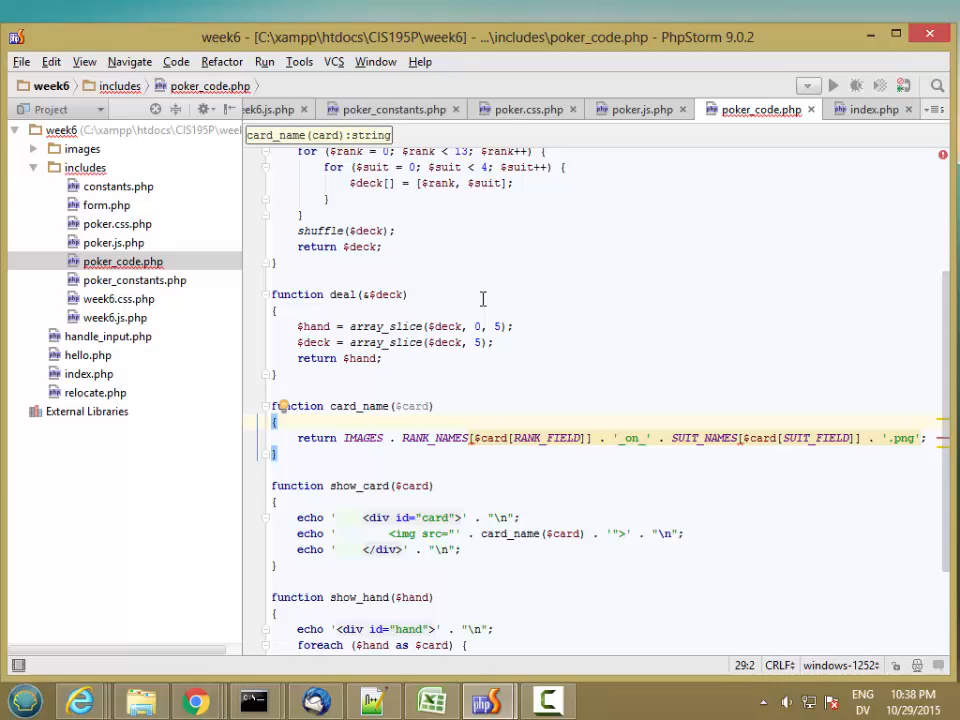 week6 - [C:\xampp\htdocs\CIS195P\week6] - ...\includes\poker_code.php - PhpStorm 9.0.2
File Edit View Navigate Code Refactor Run Tools VCS Window Help
week6 includes poker_code.php
Project
eek6.js.php poker_constants.php poker.css.php poker.js.php poker_code.php index.php
week6 (C:\xampp\htdocs\CIS195P\week
images
includes
constants.php
form.php
poker.css.php
poker.js.php
poker_code.php
poker_constants.php
week6.css.php
week6.js.php
handle_input.php
hello.php
index.php
relocate.php
External Libraries
card_name(card):string
for ($rank = 0; $rank < 13; $rank++) {
for ($suit = 0; $suit < 4; $suit++) {
$deck[] = [$rank, $suit];
}
}
shuffle($deck);
return $deck;
}
function deal(&$deck)
{
$hand = array_slice($deck, 0, 5);
$deck = array_slice($deck, 5);
return $hand;
}
function card_name($card)
{
return IMAGES . RANK_NAMES[$card[RANK_FIELD]] . '_on_' . SUIT_NAMES[$card[SUIT_FIELD]] . '.png';
}
function show_card($card)
{
echo '    <div id="card">' . "\n";
echo '        <img src="' . card_name($card) . '">' . "\n";
echo '    </div>' . "\n";
}
function show_hand($hand)
{
echo '<div id="hand">' . "\n";
foreach ($hand as $card) {
29:2 CRLF windows-1252
ENG 10:38 PM
DV 10/29/2015